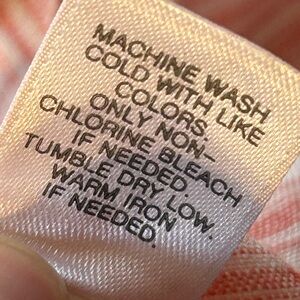 MACHINE WASH
COLD WITH LIKE
COLORS
ONLY NON-
CHLORINE BLEACH
IF NEEDED
TUMBLE DRY LOW.
WARM IRON
IF NEEDED.